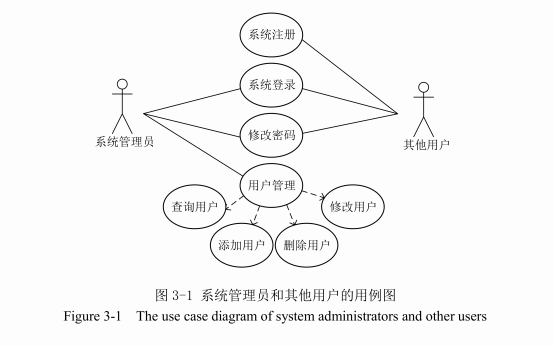 系统注册
系统登录
修改密码
系统管理员
其他用户
用户管理
查询用户
修改用户
添加用户
删除用户
图 3-1 系统管理员和其他用户的用例图
Figure 3-1 The use case diagram of system administrators and other users